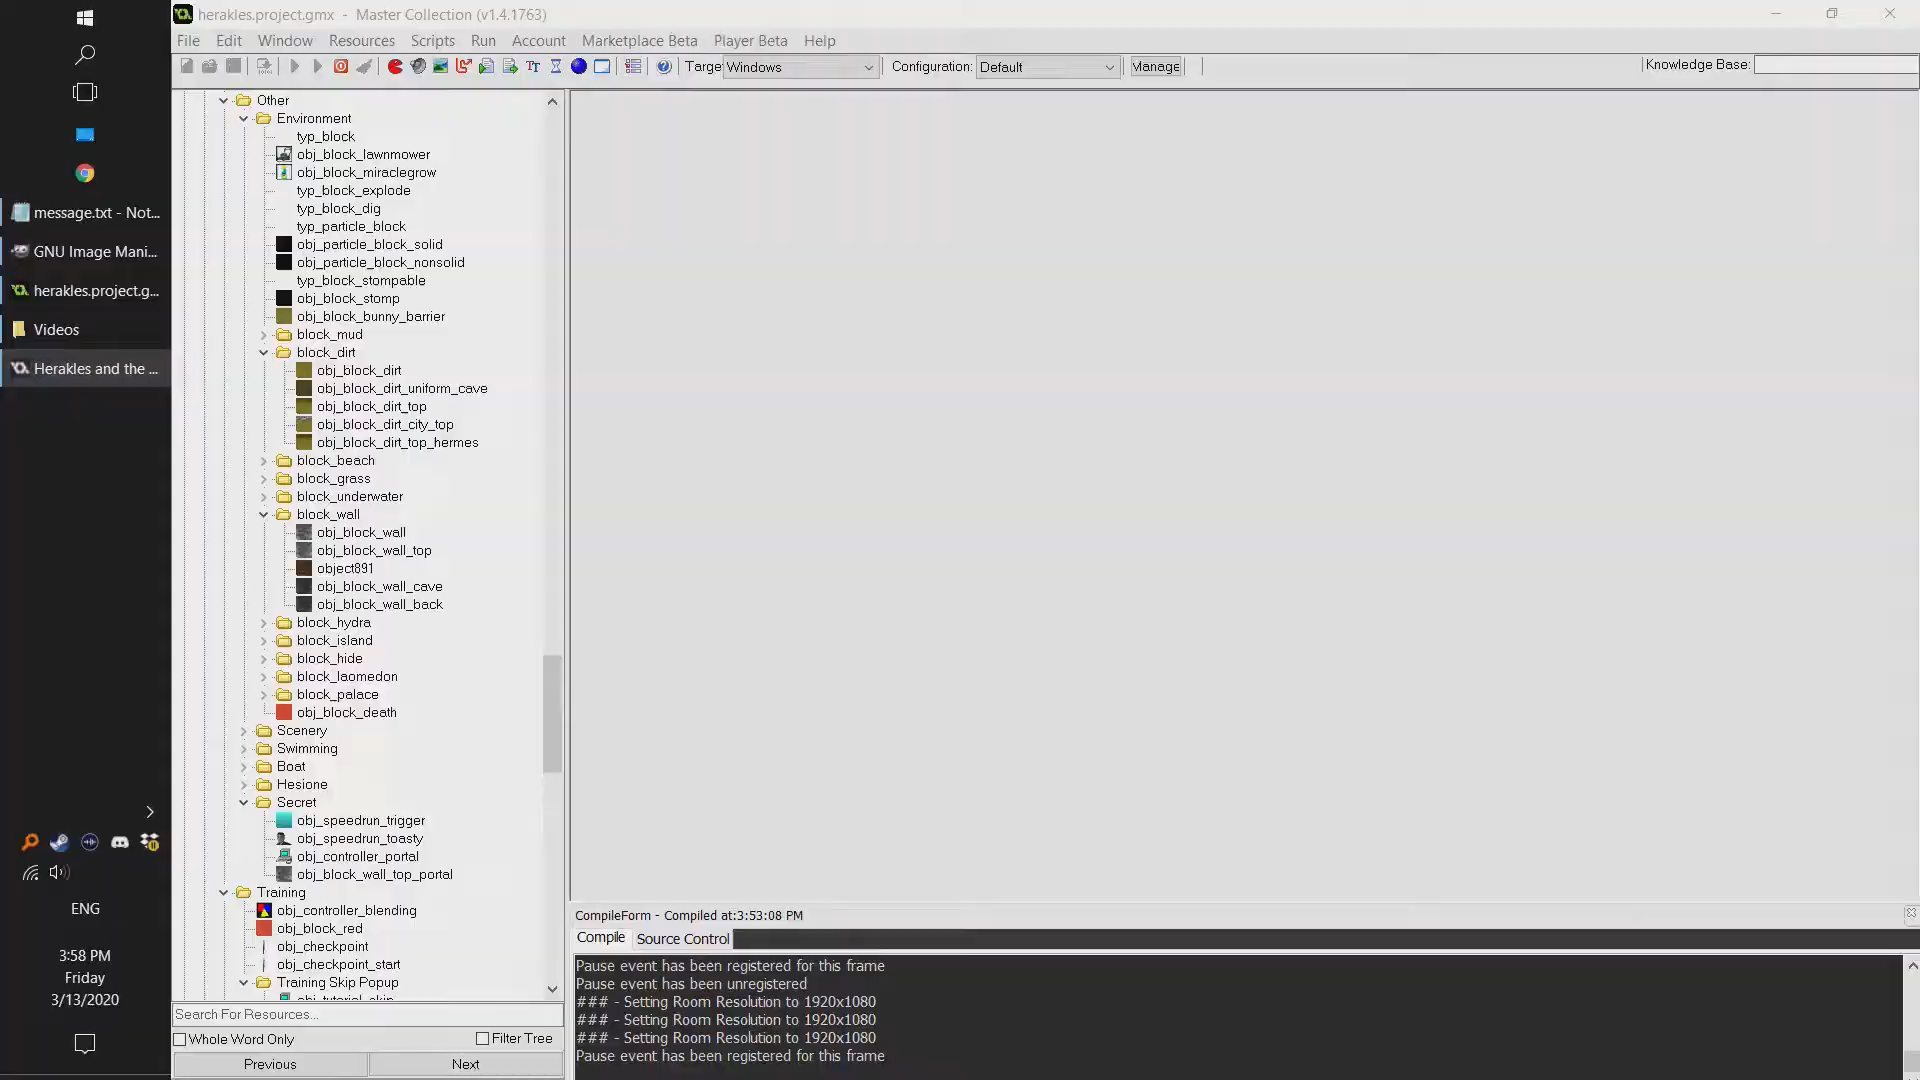 herakles.project.gmx - Master Collection (v1.4.1763)
File Edit Window Resources Scripts Run Account Marketplace Beta Player Beta Help
Target Windows Configuration: Default Manage Knowledge Base:
message.txt - Not...
GNU Image Mani...
herakles.project.g...
Videos
Herakles and the ...
ENG
3:58 PM
Friday
3/13/2020
Other
Environment
typ_block
obj_block_lawnmower
obj_block_miraclegrow
typ_block_explode
typ_block_dig
typ_particle_block
obj_particle_block_solid
obj_particle_block_nonsolid
typ_block_stompable
obj_block_stomp
obj_block_bunny_barrier
block_mud
block_dirt
obj_block_dirt
obj_block_dirt_uniform_cave
obj_block_dirt_top
obj_block_dirt_city_top
obj_block_dirt_top_hermes
block_beach
block_grass
block_underwater
block_wall
obj_block_wall
obj_block_wall_top
object891
obj_block_wall_cave
obj_block_wall_back
block_hydra
block_island
block_hide
block_laomedon
block_palace
obj_block_death
Scenery
Swimming
Boat
Hesione
Secret
obj_speedrun_trigger
obj_speedrun_toasty
obj_controller_portal
obj_block_wall_top_portal
Training
obj_controller_blending
obj_block_red
obj_checkpoint
obj_checkpoint_start
Training Skip Popup
obj_tutorial_skip
Search For Resources...
Whole Word Only Filter Tree
Previous Next
CompileForm - Compiled at:3:53:08 PM
Compile Source Control
Pause event has been registered for this frame
Pause event has been unregistered
### - Setting Room Resolution to 1920x1080
### - Setting Room Resolution to 1920x1080
### - Setting Room Resolution to 1920x1080
Pause event has been registered for this frame